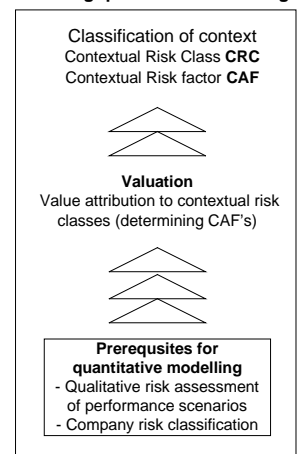 Classification of context
Contextual Risk Class CRC
Contextual Risk factor CAF
Valuation
Value attribution to contextual risk
classes (determining CAF's)
Prerequsites for
quantitative modelling
- Qualitative risk assessment
of performance scenarios
- Company risk classification